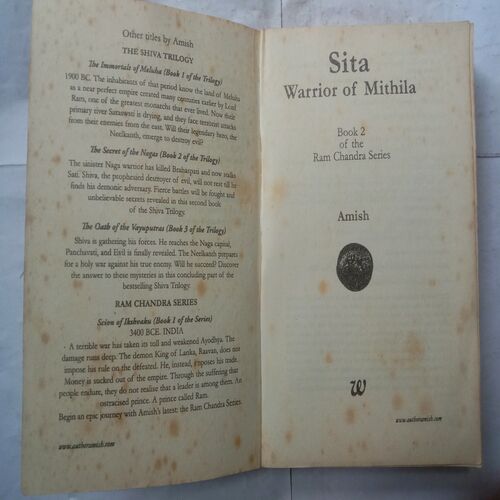 Other titles by Amish
THE SHIVA TRILOGY
The Immortals of Meluha (Book 1 of the Trilogy)
1900 BC. The inhabitants of that period know the land of Meluha
as a near perfect empire created many centuries earlier by Lord
Ram, one of the greatest monarchs that ever lived. Now their
primary river Saraswati is drying, and they face terrorist attacks
from their enemies from the east. Will their legendary hero, the
Neelkanth, emerge to destroy evil?
The Secret of the Nagas (Book 2 of the Trilogy)
The sinister Naga warrior has killed Brahaspati and now stalks
Sati. Shiva, the prophesied destroyer of evil, will not rest till he
finds his demonic adversary. Fierce battles will be fought and
unbelievable secrets revealed in this second book
of the Shiva Trilogy.
The Oath of the Vayuputras (Book 3 of the Trilogy)
Shiva is gathering his forces. He reaches the Naga capital,
Panchavati, and Evil is finally revealed. The Neelkanth prepares
for a holy war against his true enemy. Will he succeed? Discover
the answer to these mysteries as this concluding part of the
bestselling Shiva Trilogy.
RAM CHANDRA SERIES
Scion of Ikshvaku (Book 1 of the Series)
3400 BCE. INDIA
A terrible war has taken its toll and weakened Ayodhya. The
damage runs deep. The demon King of Lanka, Raavan, does not
impose his rule on the defeated. He, instead, imposes his trade.
Money is sucked out of the empire. Through the suffering that
people endure, they do not realise that a leader is among them. An
ostracised prince. A prince called Ram.
Begin an epic journey with Amish's latest: the Ram Chandra Series.
www.authoramish.com
Sita
Warrior of Mithila
Book 2
of the
Ram Chandra Series
Amish
W
www.authoramish.com